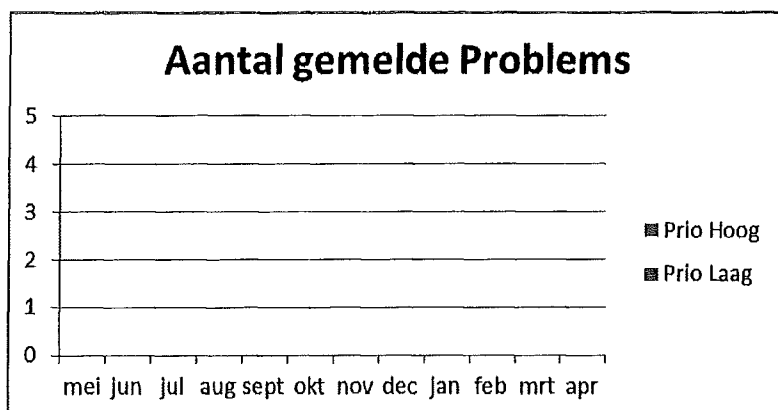 Aantal gemelde Problems
5
4
3
2
1
0
mei jun jul aug sept okt nov dec jan feb mrt apr
Prio Hoog
Prio Laag